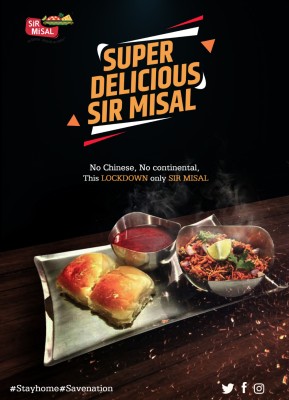 SIR
MISAL
SUPER
DELICIOUS
SIR MISAL
No Chinese, No continental,
This LOCKDOWN only SIR MISAL
#Stayhome#Savenation